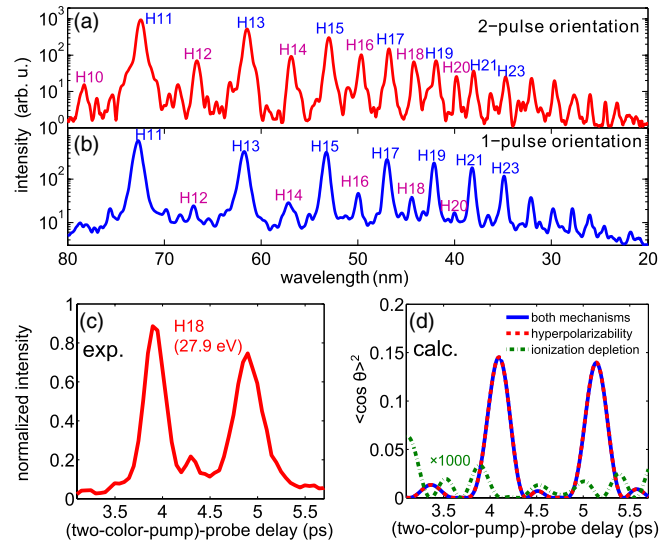 (a)
2-pulse orientation
H10
H11
H12
H13
H14
H15
H16
H17
H18
H19
H20
H21
H23
10³
10²
10¹
10⁰
intensity (arb. u.)
(b)
1-pulse orientation
H11
H12
H13
H14
H15
H16
H17
H18
H19
H20
H21
H23
10²
10¹
80 70 60 50 40 30 20
wavelength (nm)
(c)
exp.
H18
(27.9 eV)
1
0.8
0.6
0.4
0.2
0
normalized intensity
3.5 4 4.5 5 5.5
(two-color-pump)-probe delay (ps)
(d)
calc.
both mechanisms
hyperpolarizability
ionization depletion
×1000
0.2
0.15
0.1
0.05
0
<cos θ>²
3.5 4 4.5 5 5.5
(two-color-pump)-probe delay (ps)